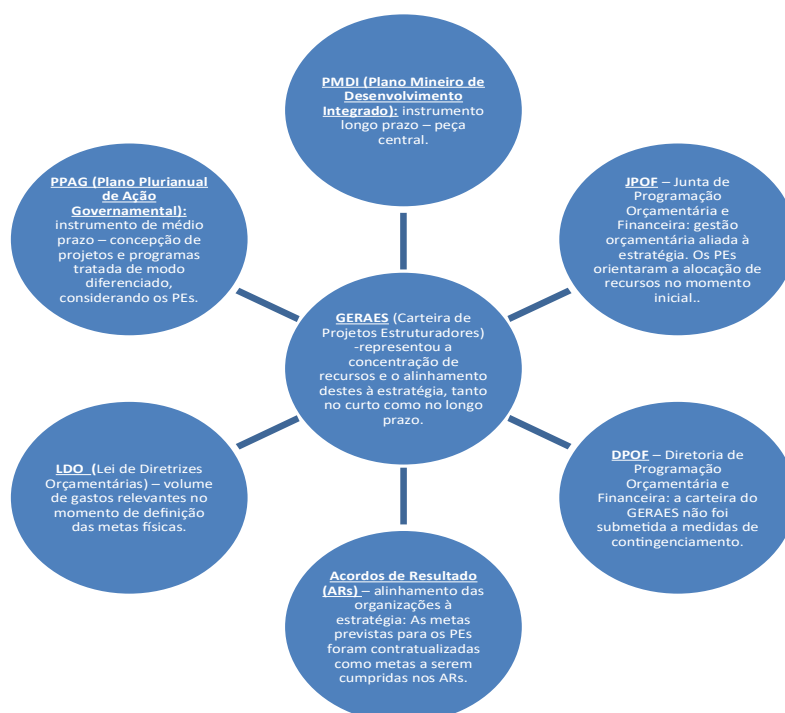 PMDI (Plano Mineiro de
Desenvolvimento
Integrado): instrumento
longo prazo – peça
central.
PPAG (Plano Plurianual
de Ação
Governamental):
instrumento de médio
prazo – concepção de
projetos e programas
tratada de modo
diferenciado,
considerando os PEs.
JPOF – Junta de
Programação
Orçamentária e
Financeira: gestão
orçamentária aliada à
estratégia. Os PEs
orientaram a alocação de
recursos no momento
inicial..
GERAES (Carteira de
Projetos Estruturadores)
-representou a
concentração de
recursos e o alinhamento
destes à estratégia, tanto
no curto como no longo
prazo.
LDO (Lei de Diretrizes
Orçamentárias) – volume
de gastos relevantes no
momento de definição
das metas físicas.
DPOF – Diretoria de
Programação
Orçamentária e
Financeira: a carteira do
GERAES não foi
submetida a medidas de
contingenciamento.
Acordos de Resultado
(ARs) – alinhamento das
organizações à
estratégia: As metas
previstas para os PEs
foram contratualizadas
como metas a serem
cumpridas nos ARs.